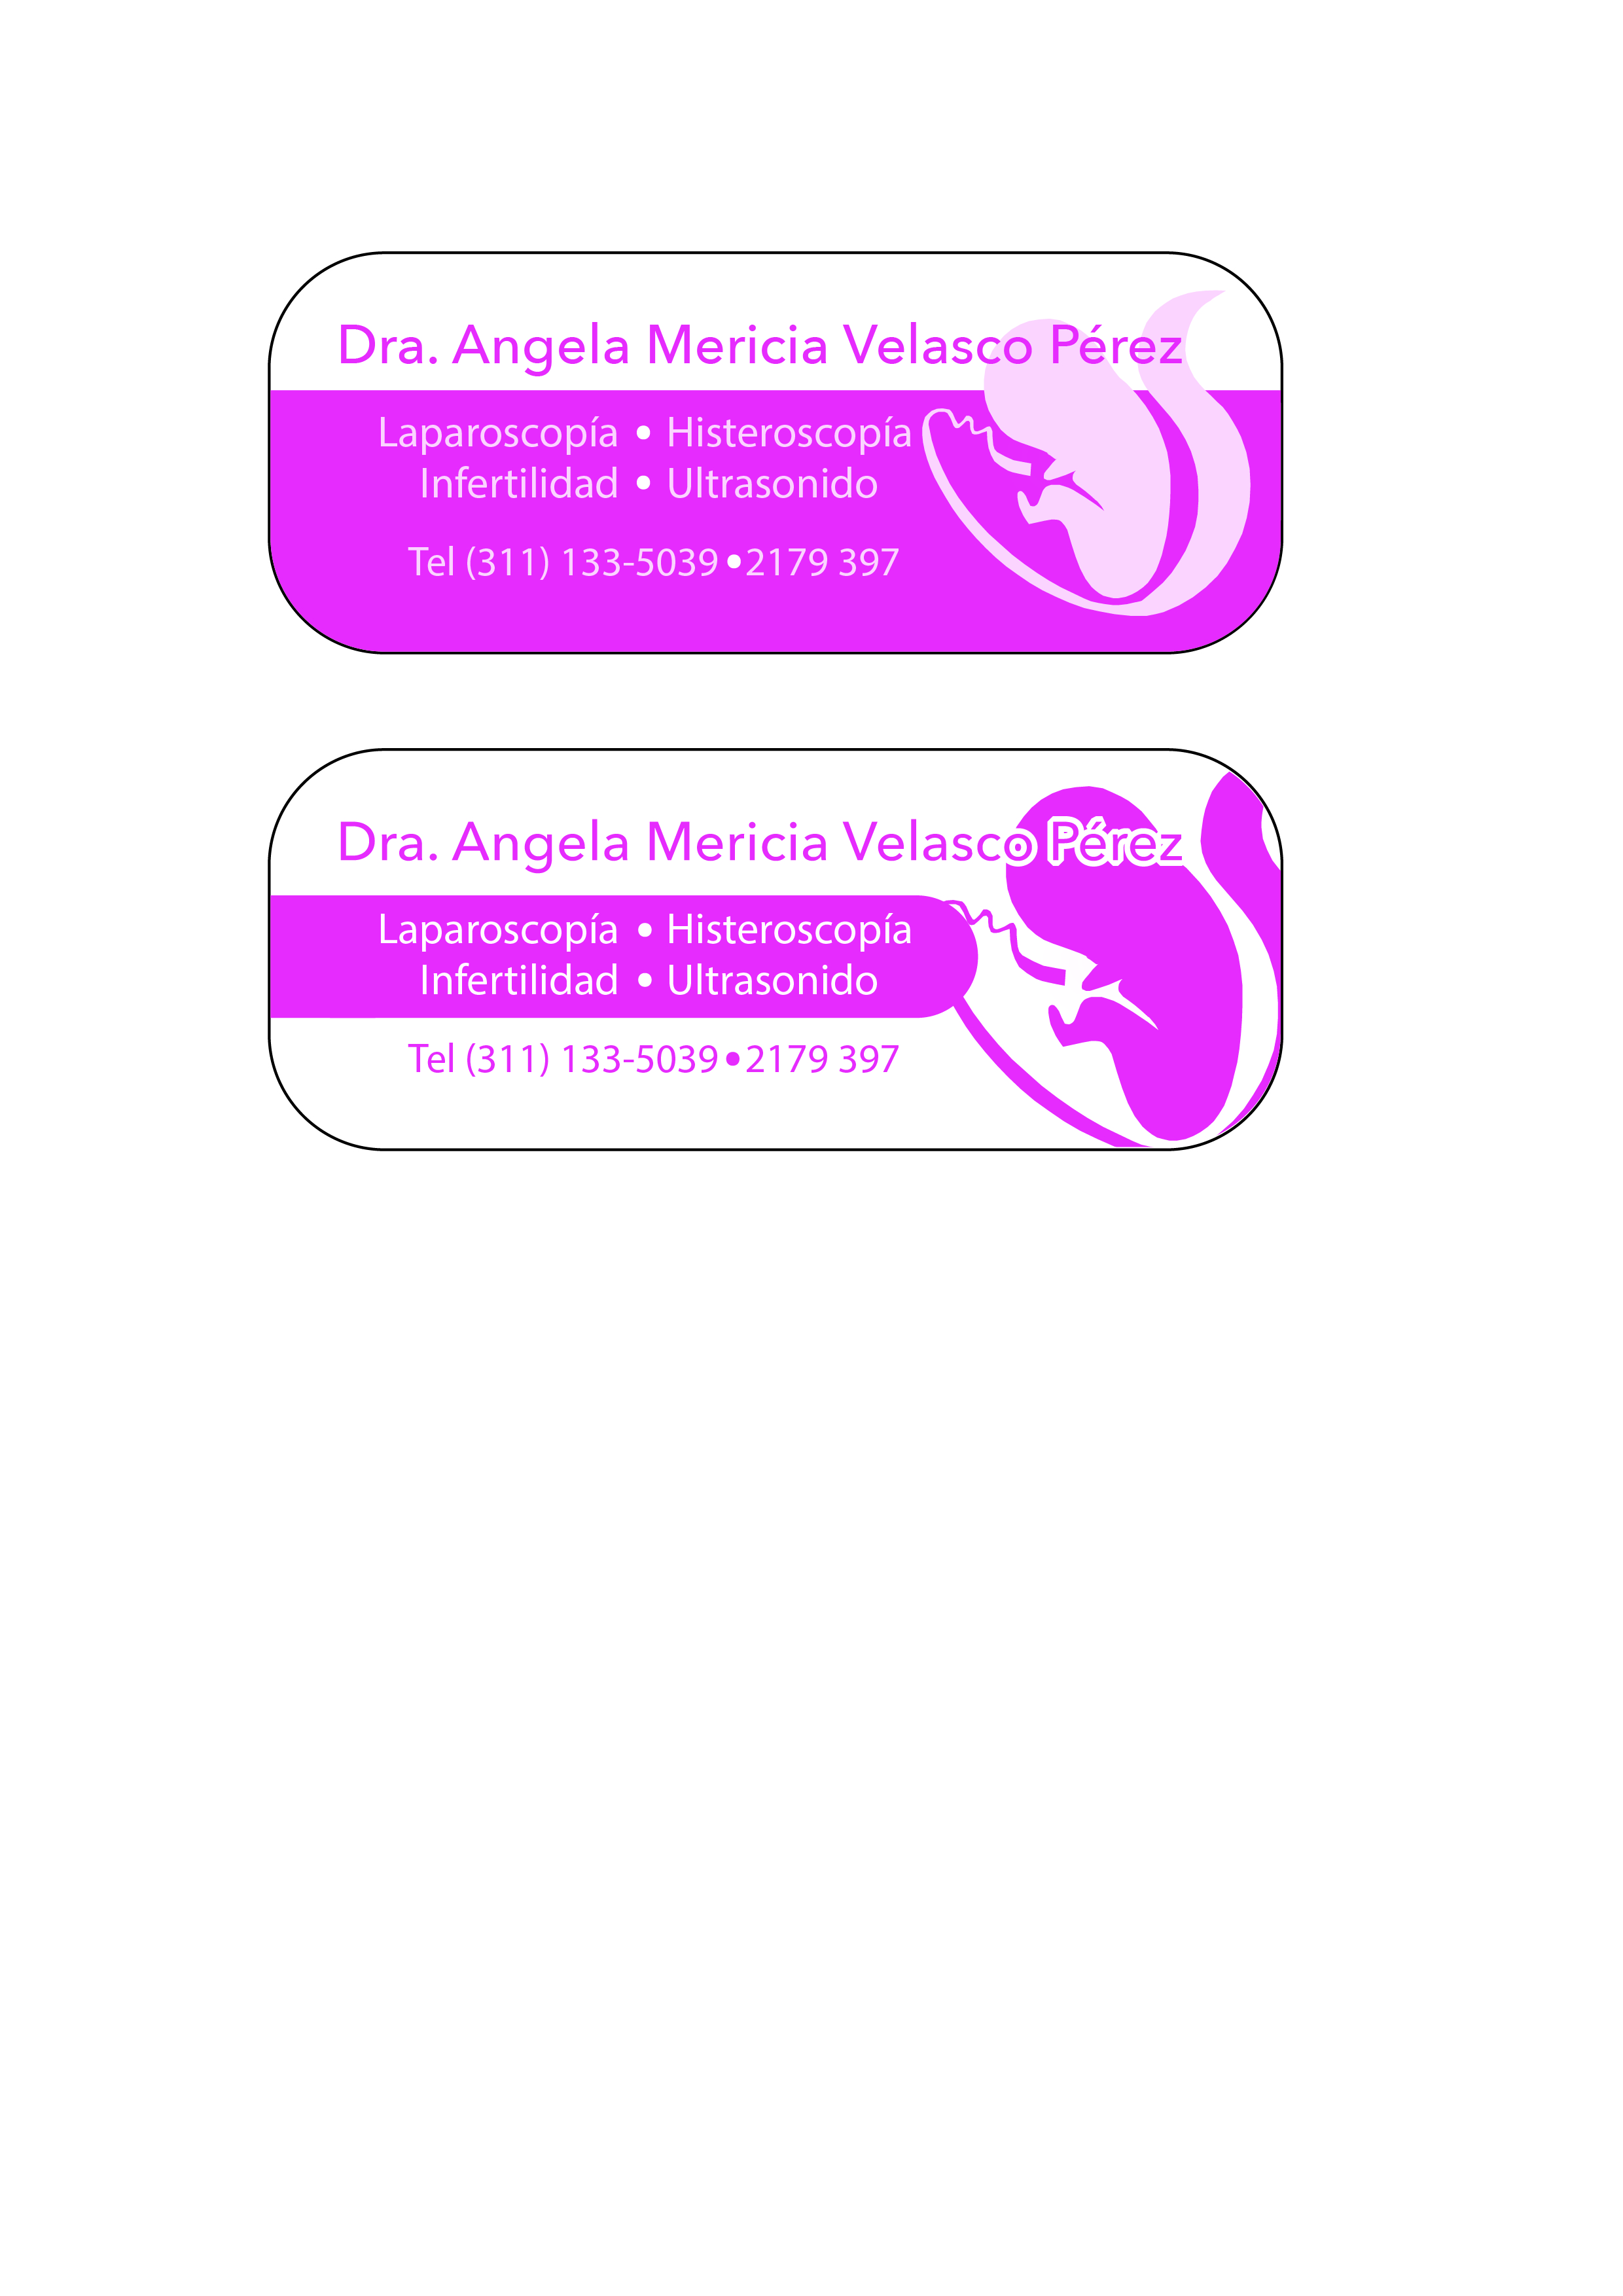 Dra. Angela Mericia Velasco Pérez
Laparoscopía • Histeroscopía
Infertilidad • Ultrasonido
Tel (311) 133-5039•2179 397
Dra. Angela Mericia Velasco Pérez
Laparoscopía • Histeroscopía
Infertilidad • Ultrasonido
Tel (311) 133-5039•2179 397